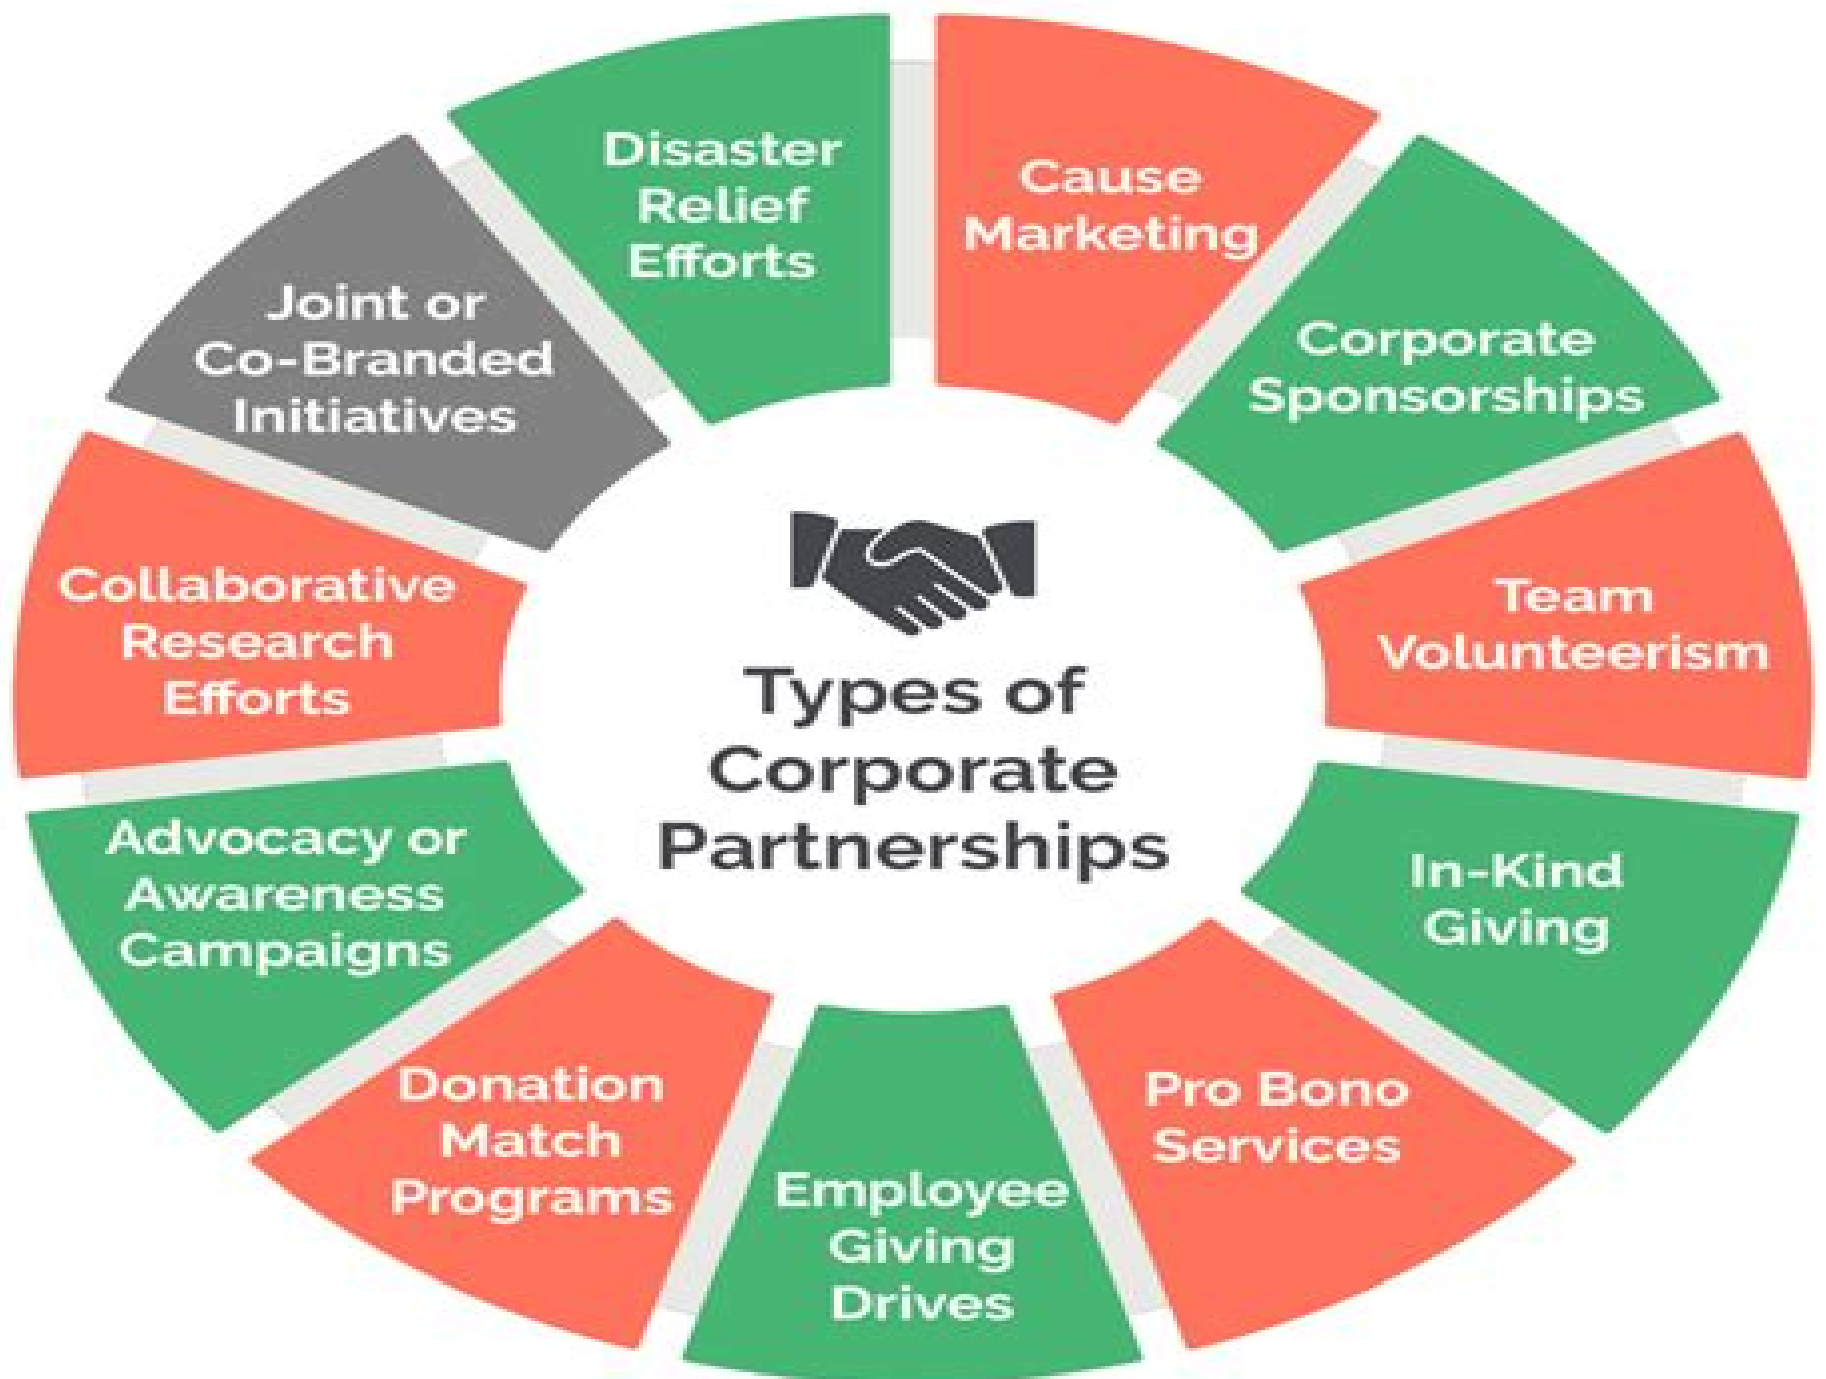 Types of
Corporate
Partnerships
Cause
Marketing
Corporate
Sponsorships
Team
Volunteerism
In-Kind
Giving
Pro Bono
Services
Employee
Giving
Drives
Donation
Match
Programs
Advocacy or
Awareness
Campaigns
Collaborative
Research
Efforts
Joint or
Co-Branded
Initiatives
Disaster
Relief
Efforts